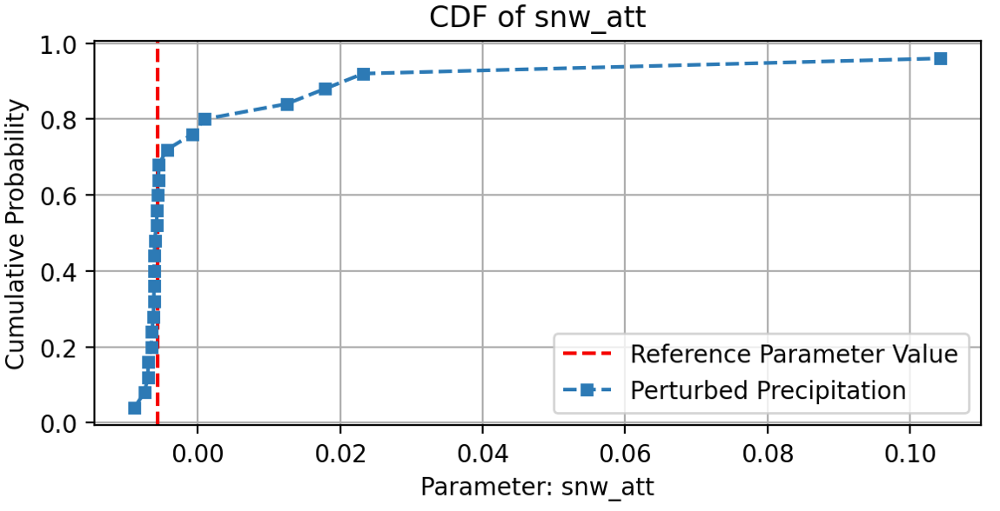 CDF of snw_att
Cumulative Probability
1.0
0.8
0.6
0.4
0.2
0.0
0.00
0.02
0.04
0.06
0.08
0.10
Parameter: snw_att
Reference Parameter Value
Perturbed Precipitation